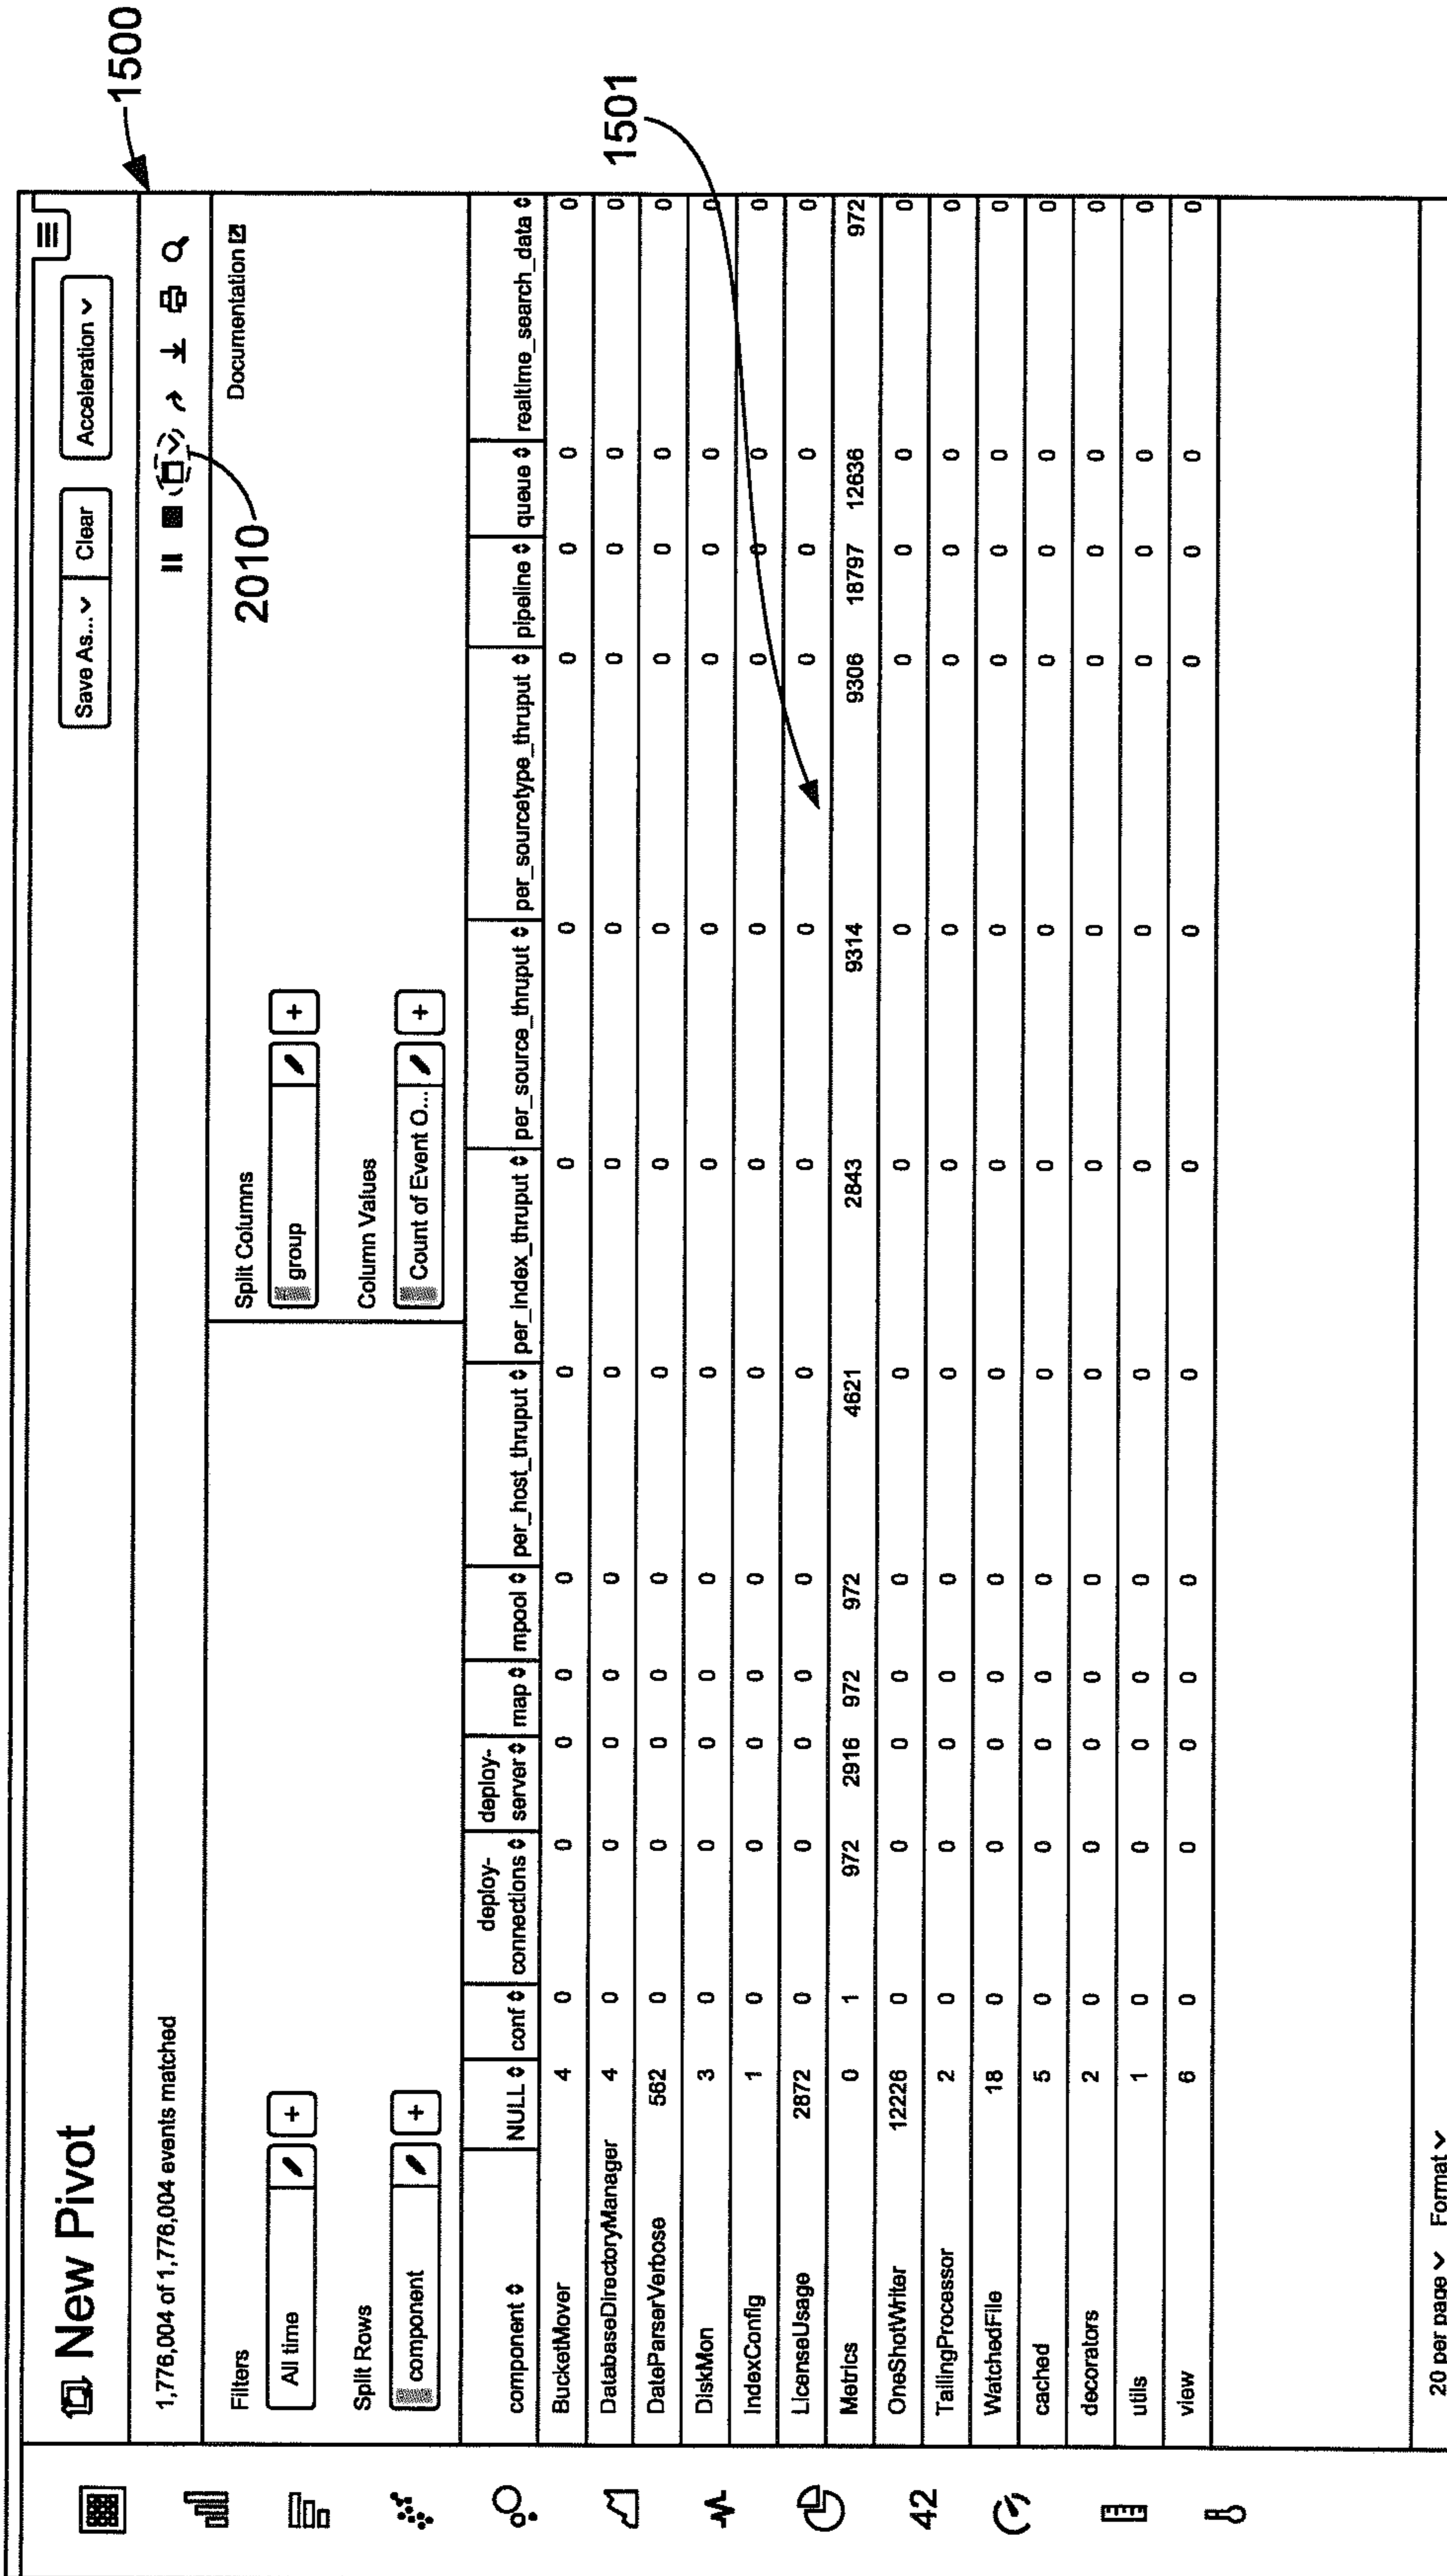 New Pivot
Save As... Clear Acceleration
1500
1,776,004 of 1,776,004 events matched
2010
Filters
Split Columns
Documentation
All time +
group +
Split Rows
Column Values
component +
Count of Event O... +
component NULL conf deploy-connections deploy-server map mpool per_host_thruput per_index_thruput per_source_thruput per_sourcetype_thruput pipeline queue realtime_search_data
1501
BucketMover 4 0 0 0 0 0 0 0 0 0 0 0 0
DatabaseDirectoryManager 4 0 0 0 0 0 0 0 0 0 0 0 0
DateParserVerbose 562 0 0 0 0 0 0 0 0 0 0 0 0
DiskMon 3 0 0 0 0 0 0 0 0 0 0 0 0
IndexConfig 1 0 0 0 0 0 0 0 0 0 0 0 0
LicenseUsage 2872 0 0 0 0 0 0 0 0 0 0 0 0
Metrics 0 1 972 2916 972 972 4621 2843 9314 9306 18797 12636 972
OneShotWriter 12226 0 0 0 0 0 0 0 0 0 0 0 0
TailingProcessor 2 0 0 0 0 0 0 0 0 0 0 0 0
WatchedFile 18 0 0 0 0 0 0 0 0 0 0 0 0
cached 5 0 0 0 0 0 0 0 0 0 0 0 0
decorators 2 0 0 0 0 0 0 0 0 0 0 0 0
utils 1 0 0 0 0 0 0 0 0 0 0 0 0
view 6 0 0 0 0 0 0 0 0 0 0 0 0
42
20 per page Format